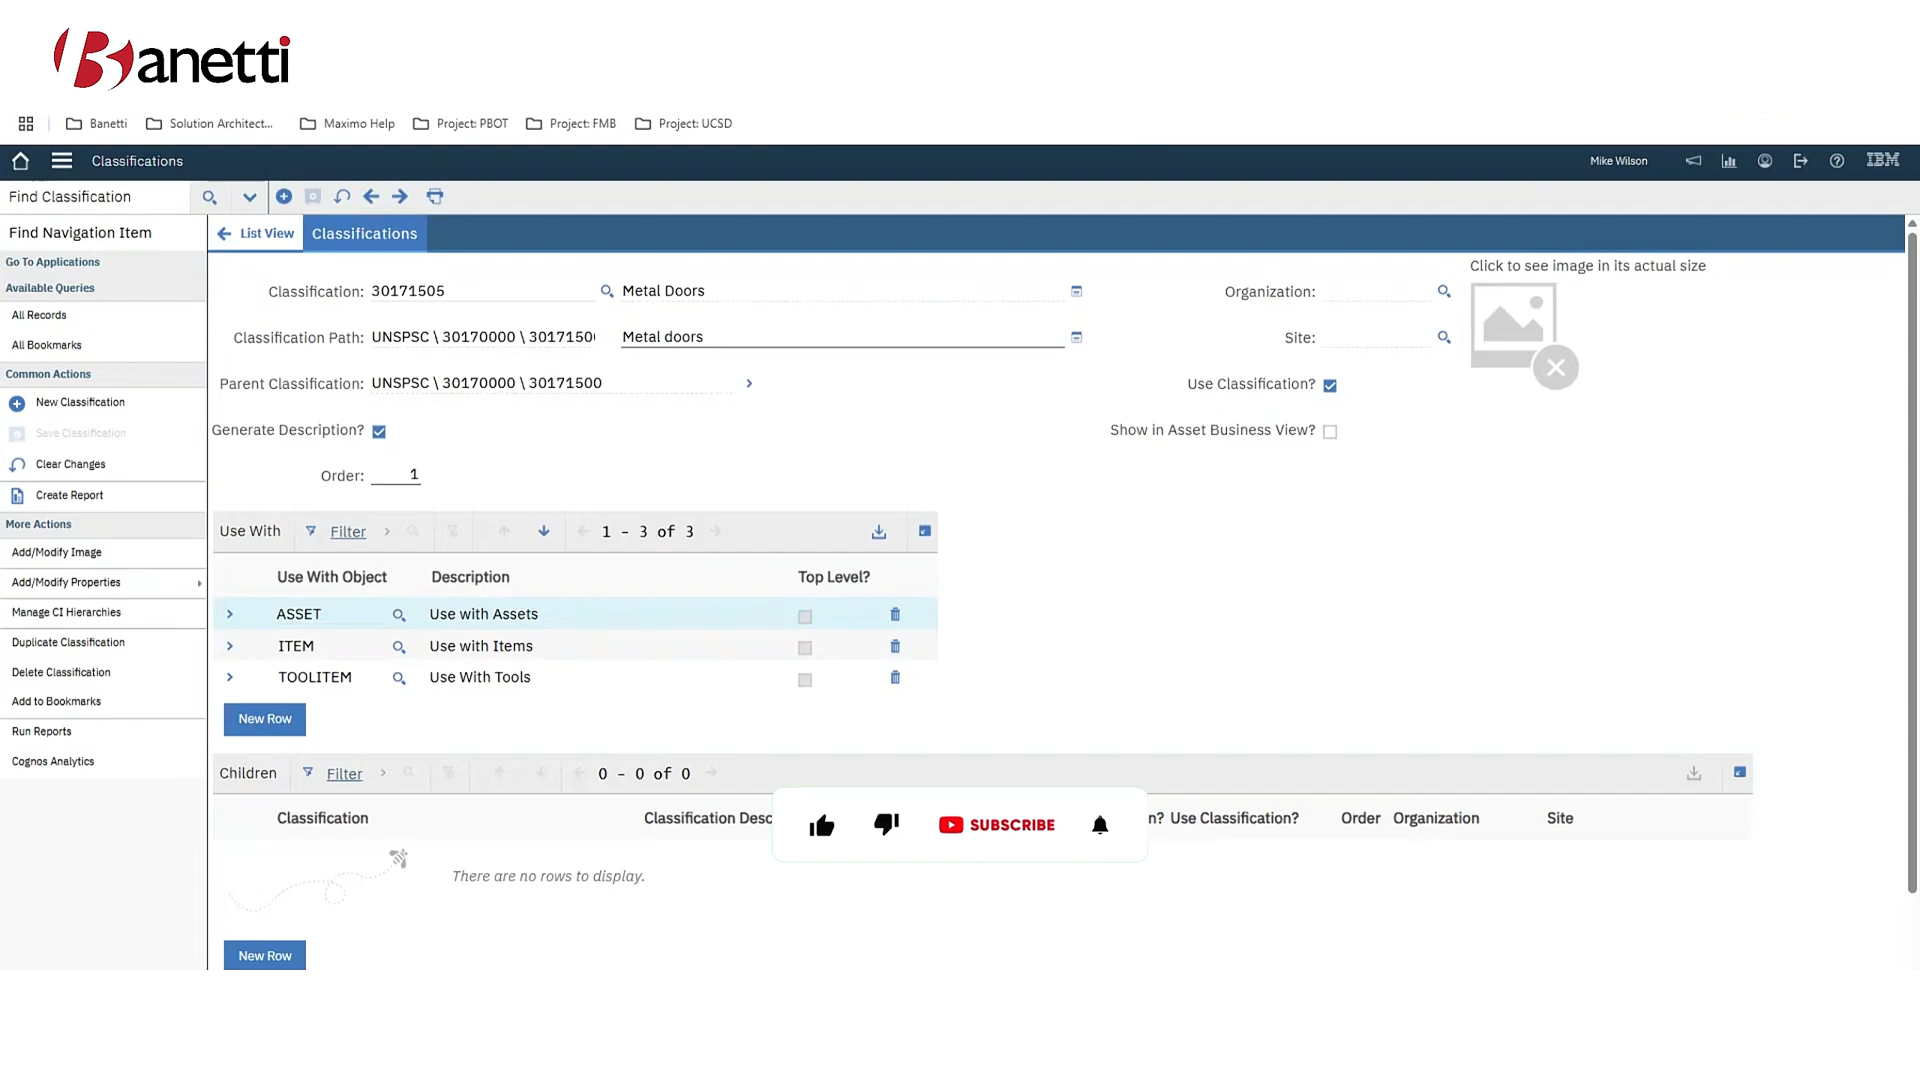 Banetti
Banetti Solution Architect... Maximo Help Project: PBOT Project: FMB Project: UCSD
Classifications Mike Wilson IBM
Find Classification
Find Navigation Item List View Classifications
Go To Applications
Available Queries
All Records
All Bookmarks
Common Actions
New Classification
Save Classification
Clear Changes
Create Report
More Actions
Add/Modify Image
Add/Modify Properties
Manage CI Hierarchies
Duplicate Classification
Delete Classification
Add to Bookmarks
Run Reports
Cognos Analytics
Click to see image in its actual size
Classification: 30171505 Metal Doors Organization:
Classification Path: UNSPSC \ 30170000 \ 3017150 Metal doors Site:
Parent Classification: UNSPSC \ 30170000 \ 30171500 Use Classification?
Generate Description? Show in Asset Business View?
Order: 1
Use With Filter 1 - 3 of 3
Use With Object Description Top Level?
ASSET Use with Assets
ITEM Use with Items
TOOLITEM Use With Tools
New Row
Children Filter 0 - 0 of 0
Classification Classification Desc n? Use Classification? Order Organization Site
SUBSCRIBE
There are no rows to display.
New Row